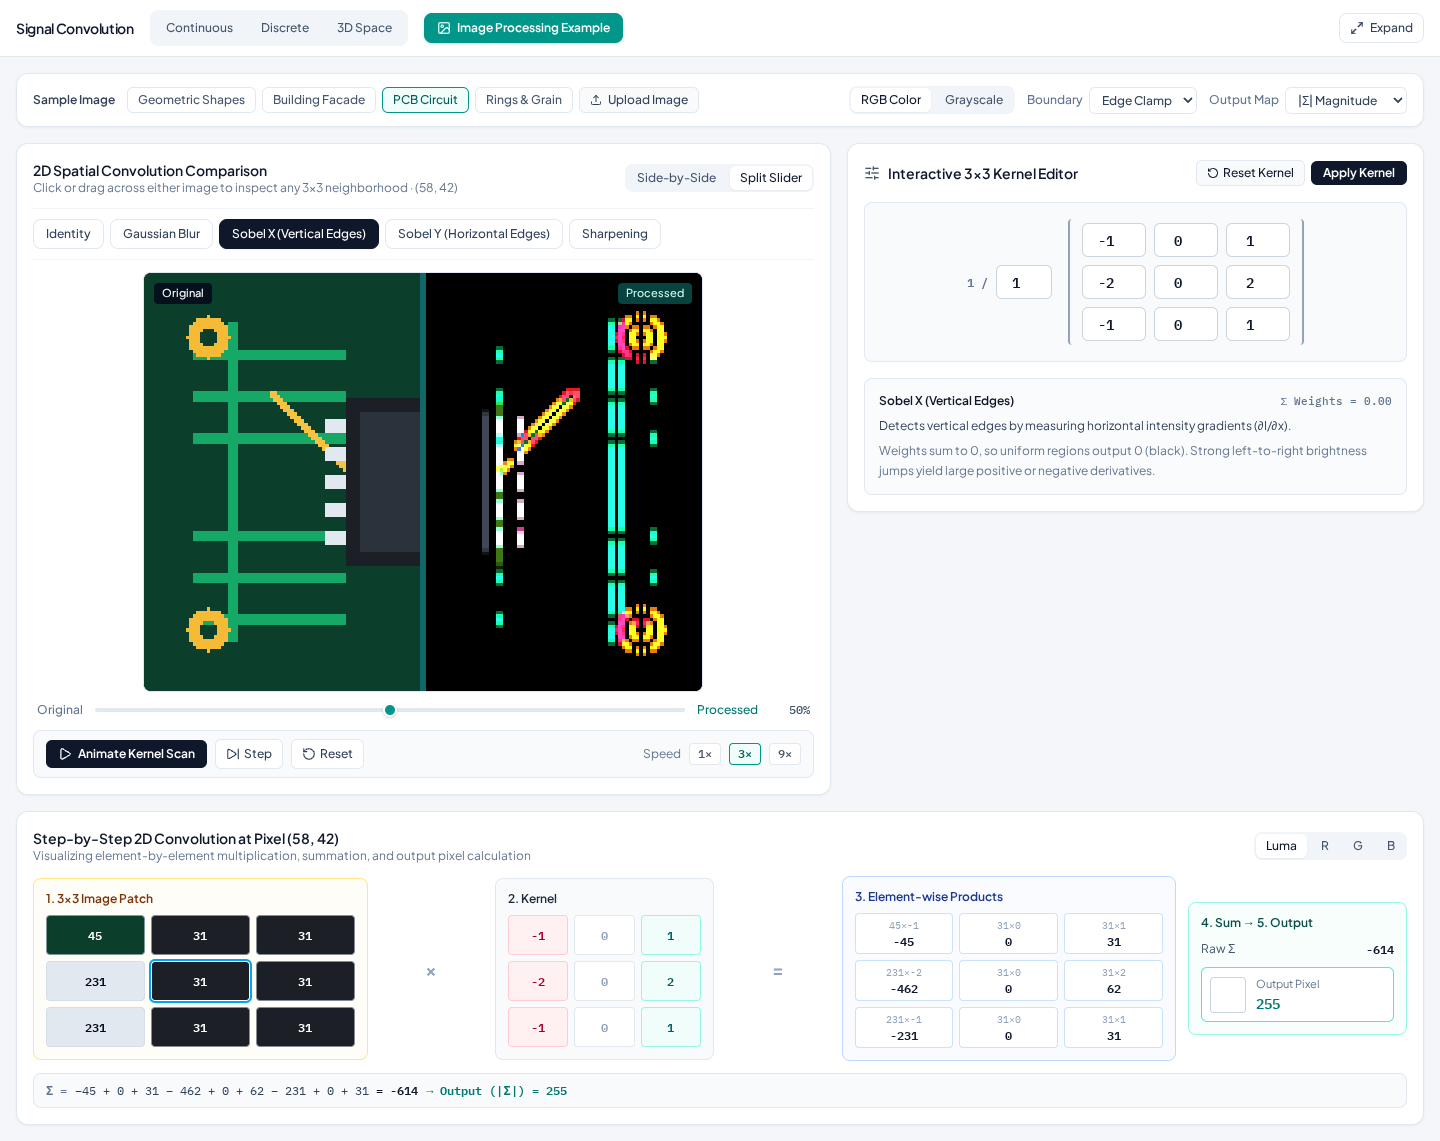 Signal Convolution
Continuous
Discrete
3D Space
Image Processing Example
Expand
Sample Image
Geometric Shapes
Building Facade
PCB Circuit
Rings & Grain
Upload Image
RGB Color
Grayscale
Boundary
Edge Clamp
Output Map
|Σ| Magnitude
2D Spatial Convolution Comparison
Click or drag across either image to inspect any 3×3 neighborhood · (58, 42)
Side-by-Side
Split Slider
Identity
Gaussian Blur
Sobel X (Vertical Edges)
Sobel Y (Horizontal Edges)
Sharpening
Original
Processed
Original
Processed
50%
Animate Kernel Scan
Step
Reset
Speed
1×
3×
9×
Interactive 3×3 Kernel Editor
Reset Kernel
Apply Kernel
1 / 1
-1 0 1
-2 0 2
-1 0 1
Sobel X (Vertical Edges)
Σ Weights = 0.00
Detects vertical edges by measuring horizontal intensity gradients (∂I/∂x).
Weights sum to 0, so uniform regions output 0 (black). Strong left-to-right brightness
jumps yield large positive or negative derivatives.
Step-by-Step 2D Convolution at Pixel (58, 42)
Visualizing element-by-element multiplication, summation, and output pixel calculation
Luma
R
G
B
1. 3×3 Image Patch
45 31 31
231 31 31
231 31 31
×
2. Kernel
-1 0 1
-2 0 2
-1 0 1
=
3. Element-wise Products
45×-1 31×0 31×1
-45 0 31
231×-2 31×0 31×2
-462 0 62
231×-1 31×0 31×1
-231 0 31
4. Sum → 5. Output
Raw Σ -614
Output Pixel
255
Σ = −45 + 0 + 31 − 462 + 0 + 62 − 231 + 0 + 31 = -614 → Output (|Σ|) = 255